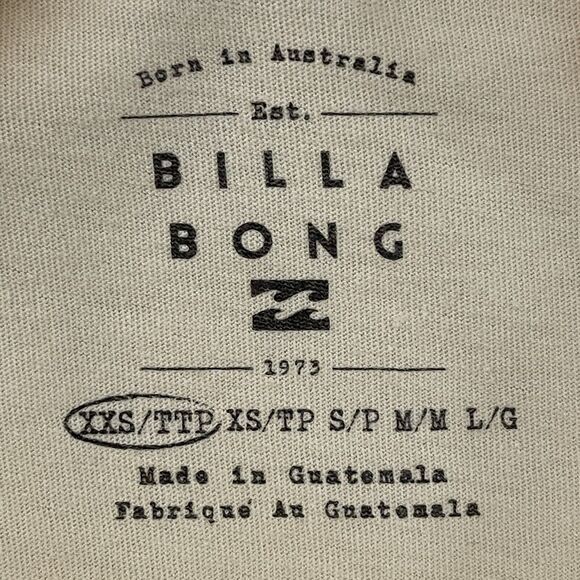 Born in Australia
Est.
BILLA
BONG
1973
XXS/TTP XS/TP S/P M/M L/G
Made in Guatemala
Fabriqué Au Guatemala